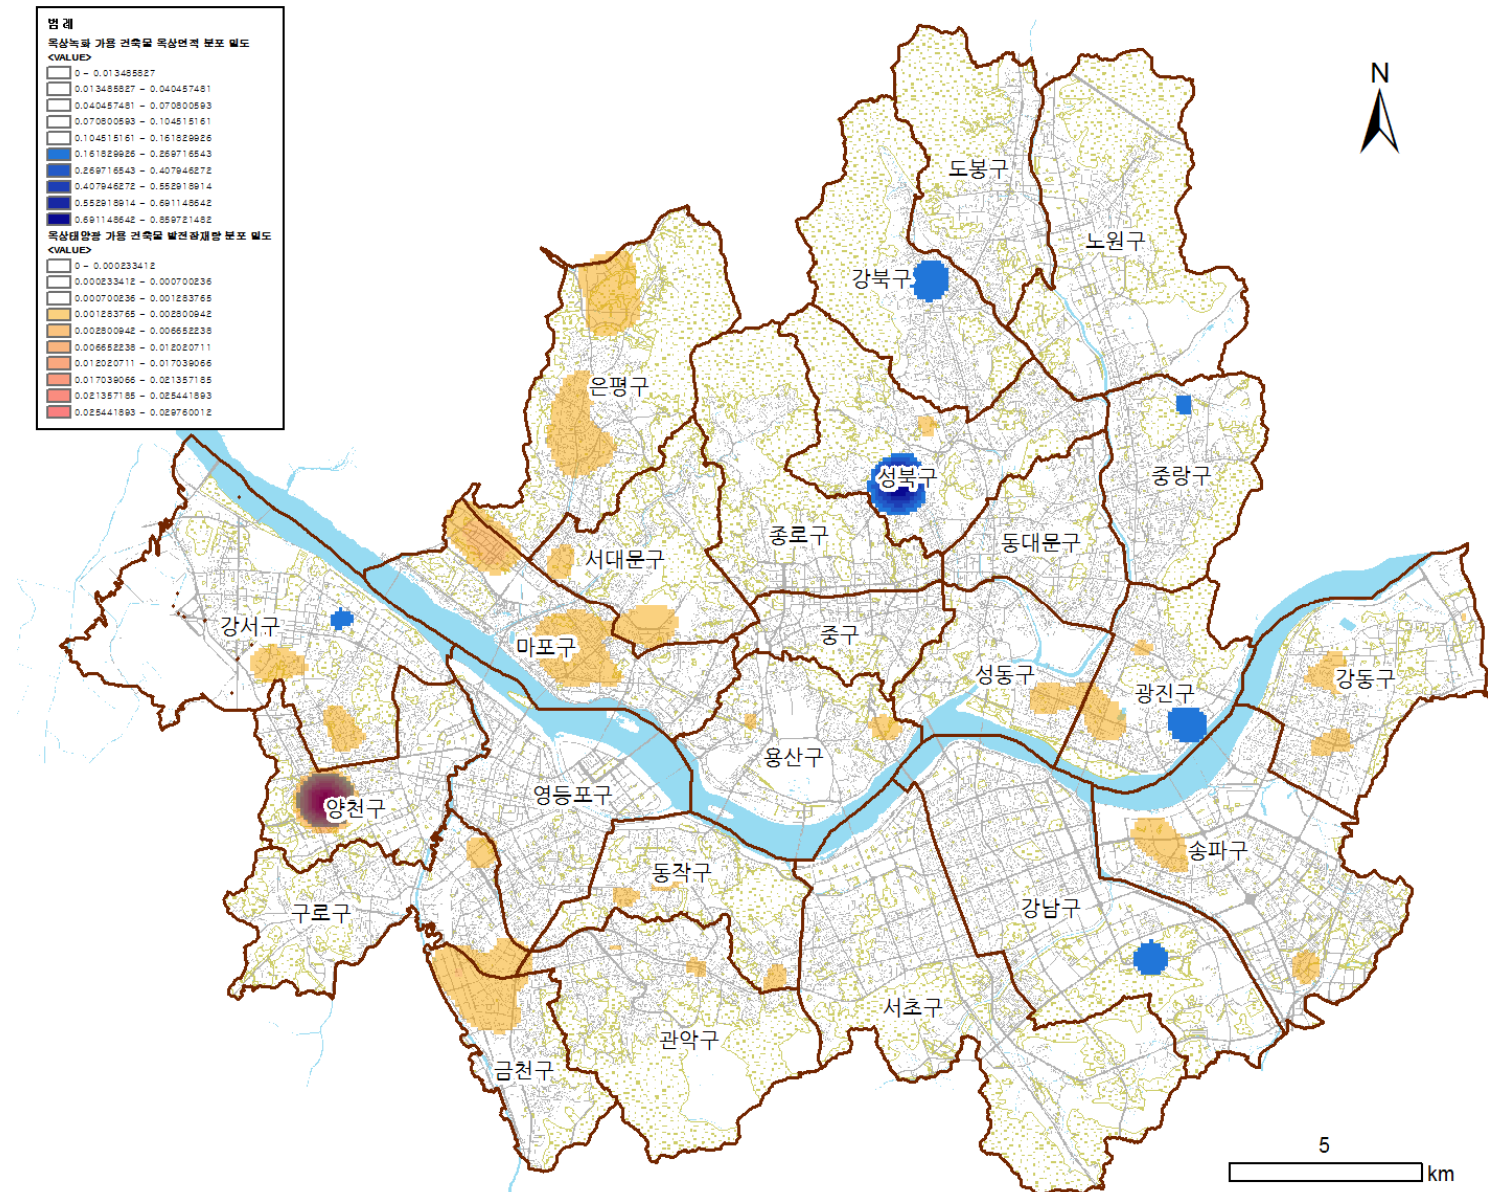 범 례
옥상녹화 가용 건축물 옥상면적 분포 밀도
<VALUE>
0 - 0.013485827
0.013485827 - 0.040457481
0.040457481 - 0.070800593
0.070800593 - 0.104515161
0.104515161 - 0.161829926
0.161829926 - 0.269716543
0.269716543 - 0.407946272
0.407946272 - 0.552918914
0.552918914 - 0.691148642
0.691148642 - 0.859721482
옥상태양광 가용 건축물 발전잠재량 분포 밀도
<VALUE>
0 - 0.000233412
0.000233412 - 0.000700236
0.000700236 - 0.001283765
0.001283765 - 0.002800942
0.002800942 - 0.006652238
0.006652238 - 0.012020711
0.012020711 - 0.017039066
0.017039066 - 0.021357185
0.021357185 - 0.025441893
0.025441893 - 0.029760012
N
도봉구
노원구
강북구
은평구
성북구
중랑구
종로구
동대문구
서대문구
강서구
중구
마포구
성동구
강동구
광진구
용산구
영등포구
양천구
송파구
동작구
강남구
구로구
서초구
관악구
금천구
5
km